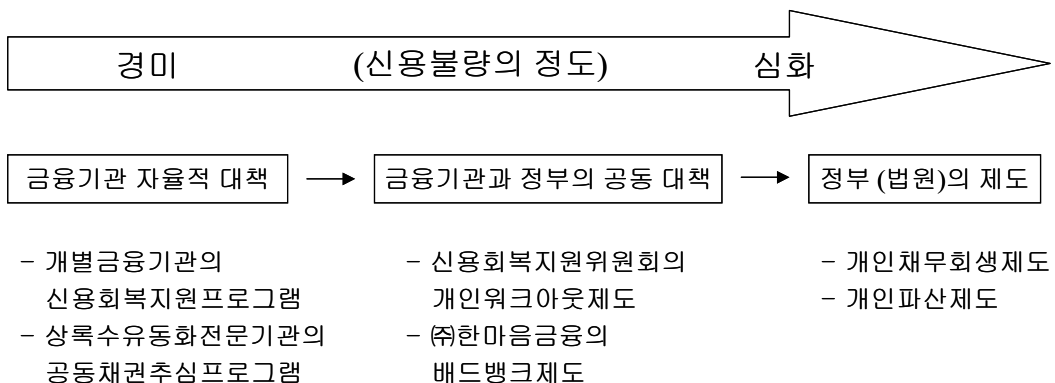 경미 (신용불량의 정도) 심화
금융기관 자율적 대책 → 금융기관과 정부의 공동 대책 → 정부 (법원)의 제도
- 개별금융기관의
신용회복지원프로그램
- 상록수유동화전문기관의
공동채권추심프로그램
- 신용회복지원위원회의
개인워크아웃제도
- ㈜한마음금융의
배드뱅크제도
- 개인채무회생제도
- 개인파산제도